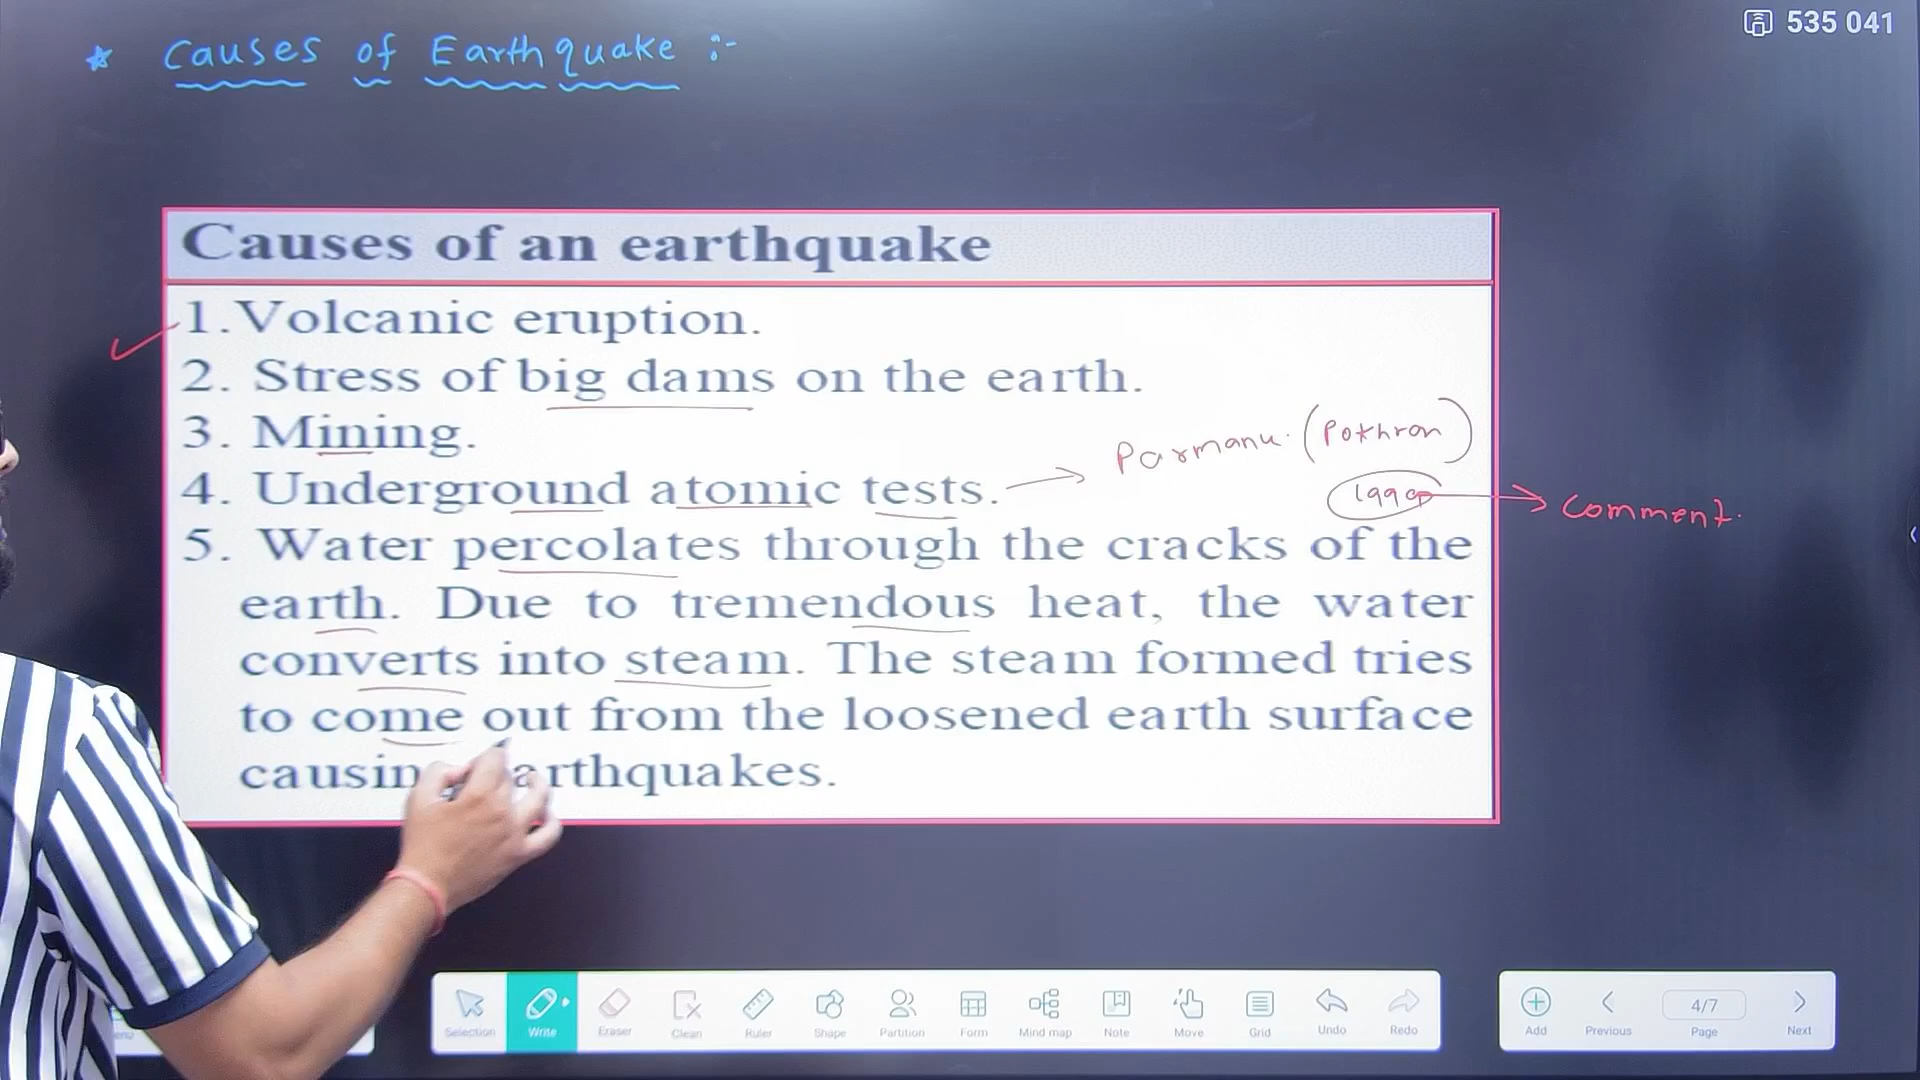 535 041
* Causes of Earthquake :-
Causes of an earthquake
1. Volcanic eruption.
2. Stress of big dams on the earth.
3. Mining.
Parmanu. (Pokhran)
4. Underground atomic tests.
comment.
5. Water percolates through the cracks of the
earth. Due to tremendous heat, the water
converts into steam. The steam formed tries
to come out from the loosened earth surface
earthquakes.
Selection Write Eraser Clean Ruler Shape Partition Form Mind map Note Move Grid Undo Redo
Add Previous 4/7 Page Next